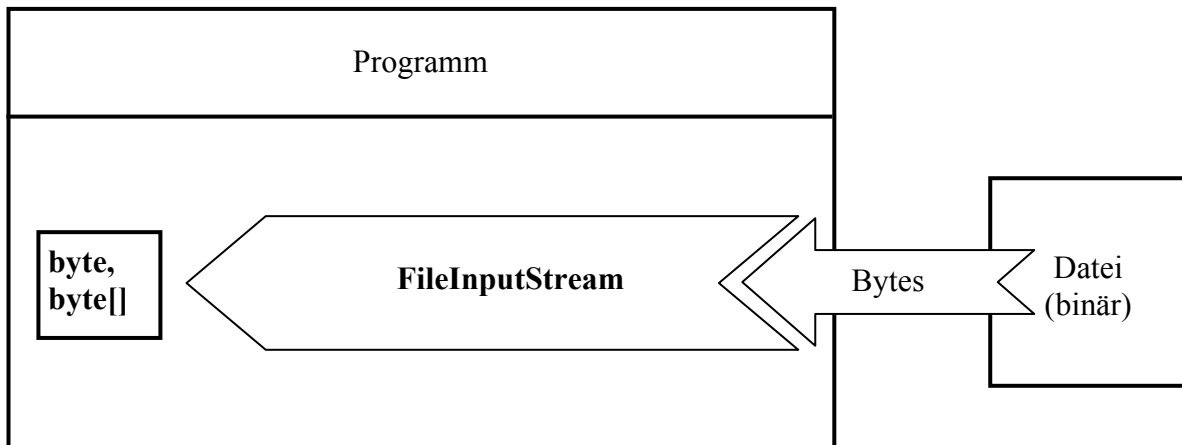 Programm
byte,
byte[]
FileInputStream
Bytes
Datei
(binär)